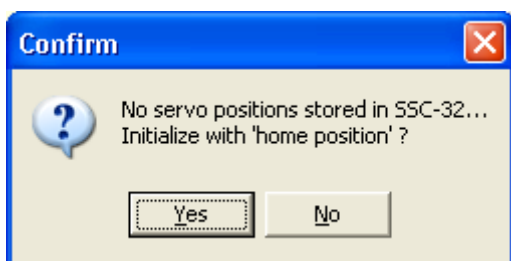 Confirm
No servo positions stored in SSC-32...
Initialize with 'home position' ?
Yes
No